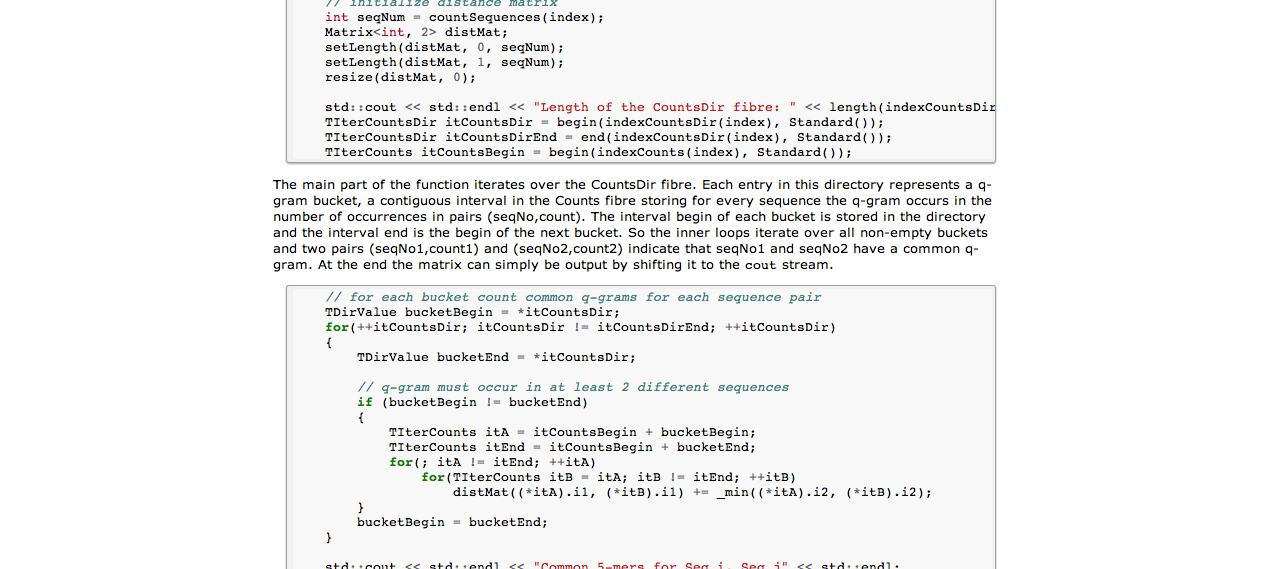 // initialize distance matrix
int seqNum = countSequences(index);
Matrix<int, 2> distMat;
setLength(distMat, 0, seqNum);
setLength(distMat, 1, seqNum);
resize(distMat, 0);
std::cout << std::endl << "Length of the CountsDir fibre: " << length(indexCountsDir
TIterCountsDir itCountsDir = begin(indexCountsDir(index), Standard());
TIterCountsDir itCountsDirEnd = end(indexCountsDir(index), Standard());
TIterCounts itCountsBegin = begin(indexCounts(index), Standard());
The main part of the function iterates over the CountsDir fibre. Each entry in this directory represents a q-
gram bucket, a contiguous interval in the Counts fibre storing for every sequence the q-gram occurs in the
number of occurrences in pairs (seqNo,count). The interval begin of each bucket is stored in the directory
and the interval end is the begin of the next bucket. So the inner loops iterate over all non-empty buckets
and two pairs (seqNo1,count1) and (seqNo2,count2) indicate that seqNo1 and seqNo2 have a common q-
gram. At the end the matrix can simply be output by shifting it to the cout stream.
// for each bucket count common q-grams for each sequence pair
TDirValue bucketBegin = *itCountsDir;
for(++itCountsDir; itCountsDir != itCountsDirEnd; ++itCountsDir)
{
TDirValue bucketEnd = *itCountsDir;
// q-gram must occur in at least 2 different sequences
if (bucketBegin != bucketEnd)
{
TIterCounts itA = itCountsBegin + bucketBegin;
TIterCounts itEnd = itCountsBegin + bucketEnd;
for(; itA != itEnd; ++itA)
for(TIterCounts itB = itA; itB != itEnd; ++itB)
distMat((*itA).i1, (*itB).i1) += _min((*itA).i2, (*itB).i2);
}
bucketBegin = bucketEnd;
}
std::cout << std::endl << "Common 5-mers for Seq_i, Seq_j" << std::endl;